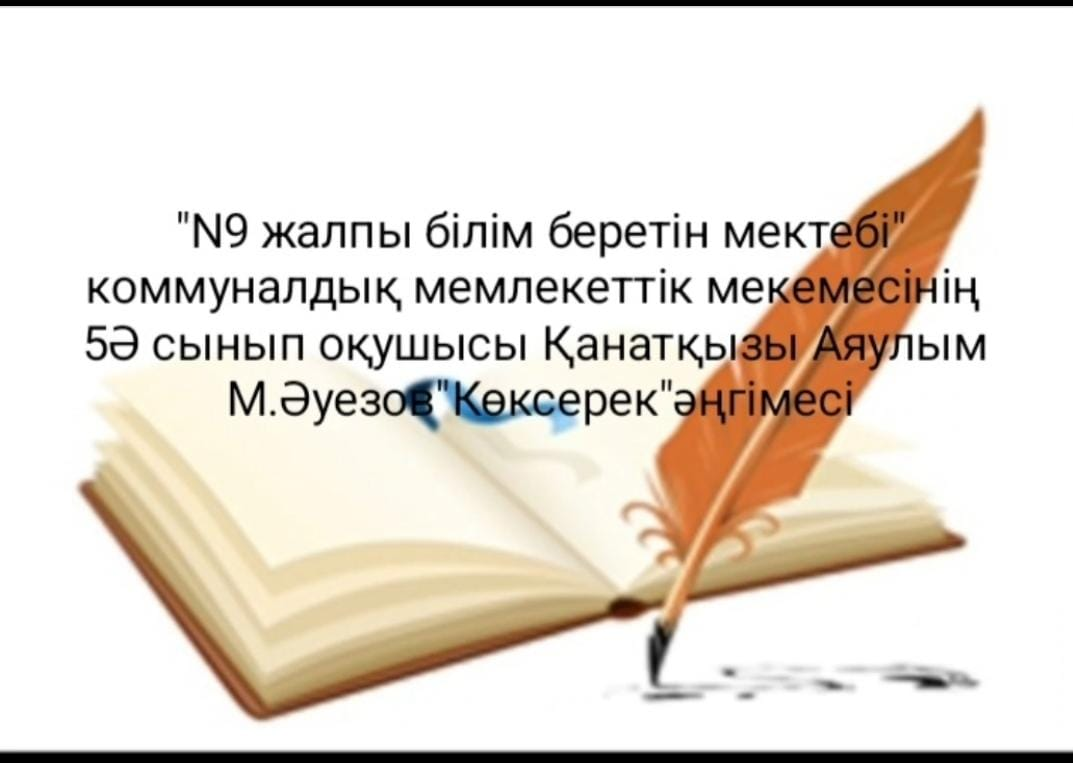 "N9 жалпы білім беретін мектебі"
коммуналдық мемлекеттік мекемесінің
5Ә сынып оқушысы Қанатқызы Аяулым
М.Әуезов"Көксерек"әңгімесі